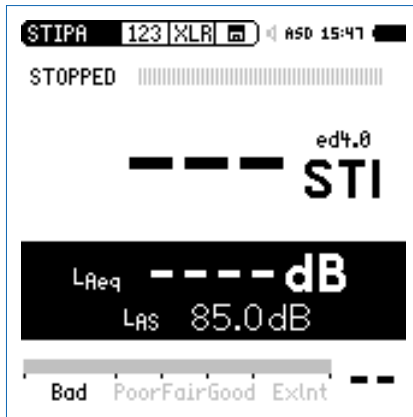 STIPA 123 XLR ASD 15:47
STOPPED
ed4.0
--- STI
LAeq ----dB
LAS 85.0dB
Bad Poor Fair Good Exlnt --